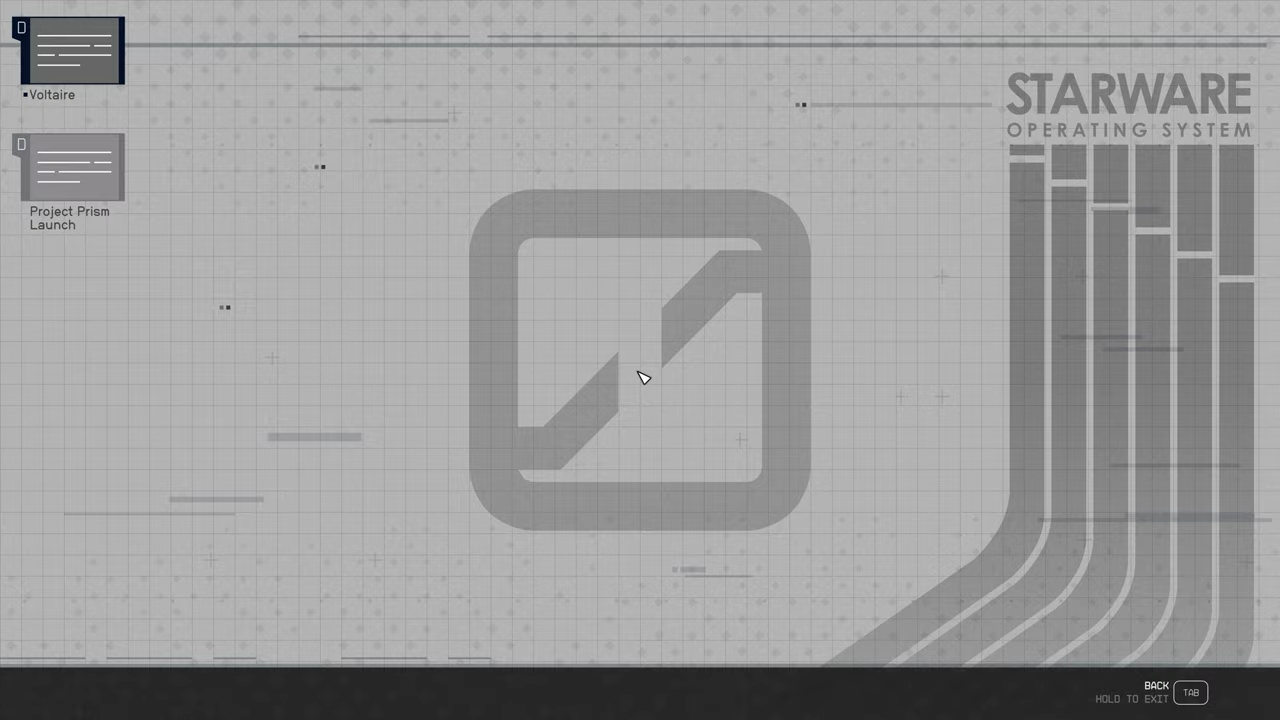 D
Voltaire
D
Project Prism
Launch
STARWARE
OPERATING SYSTEM
BACK
HOLD TO EXIT
TAB